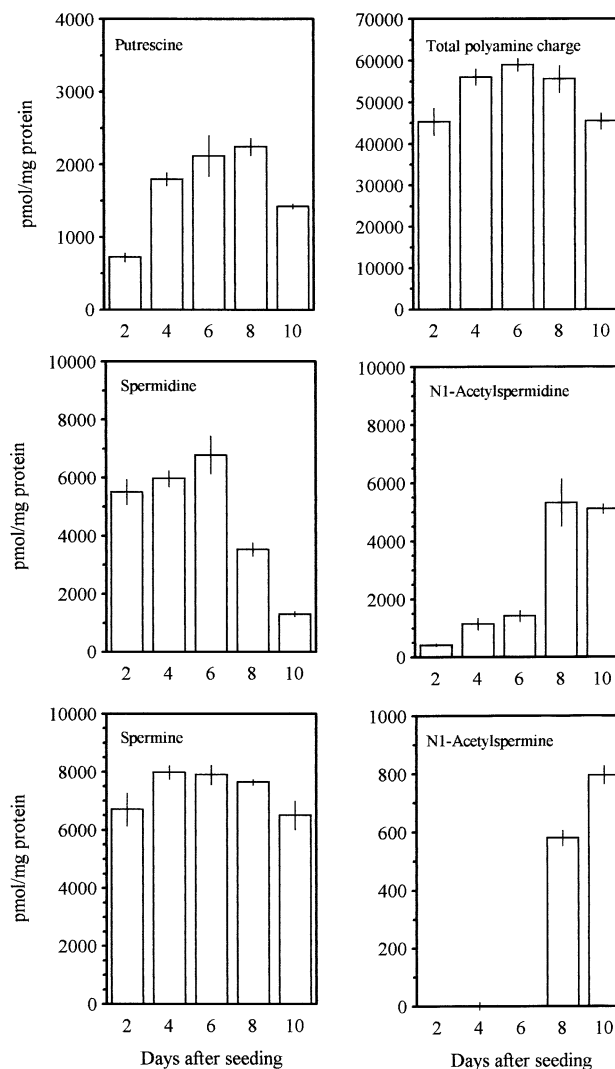 pmol/mg protein
4000
3000
2000
1000
0
Putrescine
2 4 6 8 10
70000
60000
50000
40000
30000
20000
10000
0
Total polyamine charge
2 4 6 8 10
pmol/mg protein
10000
8000
6000
4000
2000
0
Spermidine
2 4 6 8 10
10000
8000
6000
4000
2000
0
N1-Acetylspermidine
2 4 6 8 10
pmol/mg protein
10000
8000
6000
4000
2000
0
Spermine
2 4 6 8 10
Days after seeding
1000
800
600
400
200
0
N1-Acetylspermine
2 4 6 8 10
Days after seeding